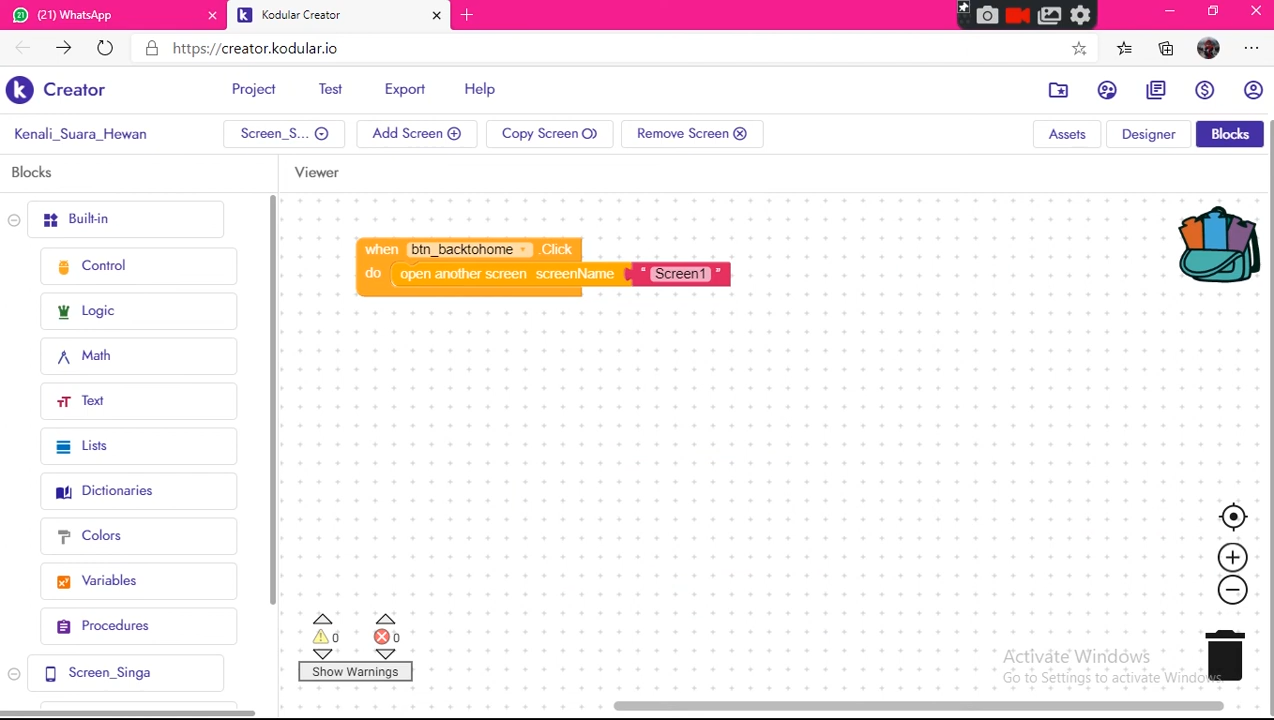 (21) WhatsApp
Kodular Creator
https://creator.kodular.io
Creator
Project
Test
Export
Help
Kenali_Suara_Hewan
Screen_S...
Add Screen
Copy Screen
Remove Screen
Assets
Designer
Blocks
Blocks
Viewer
Built-in
Control
Logic
Math
Text
Lists
Dictionaries
Colors
Variables
Procedures
Screen_Singa
when btn_backtohome .Click
do open another screen screenName " Screen1 "
0
0
Show Warnings
Activate Windows
Go to Settings to activate Windows.